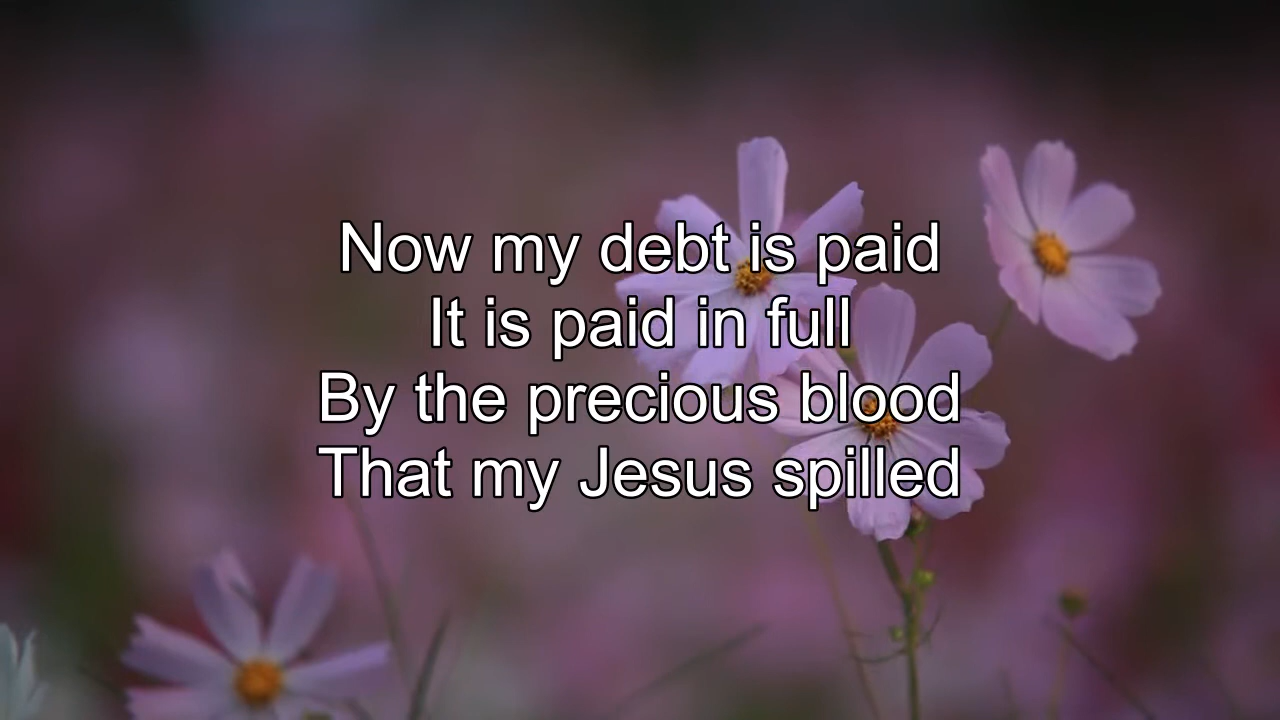 Now my debt is paid
It is paid in full
By the precious blood
That my Jesus spilled